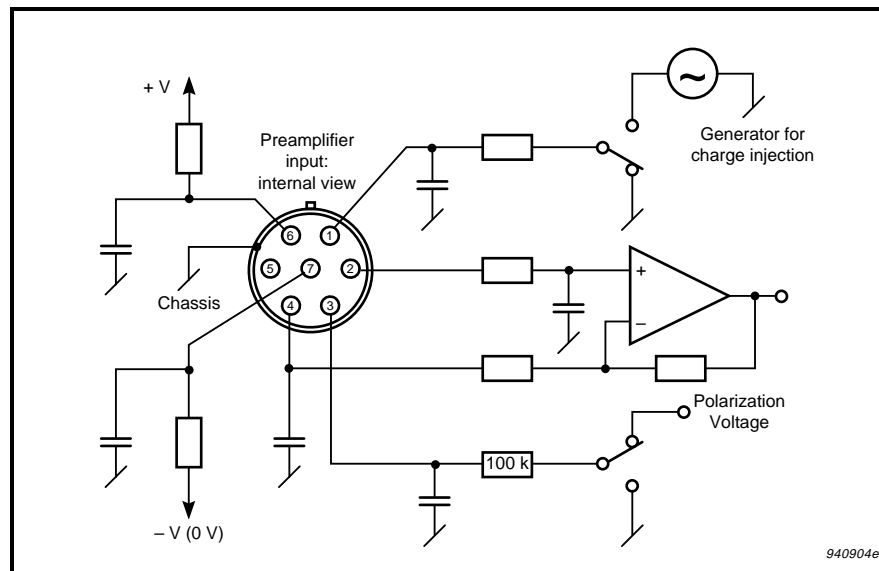 + V
Preamplifier
input:
internal view
~
Generator for
charge injection
6
1
5
7
2
+
Chassis
4
3
–
Polarization
Voltage
100 k
– V (0 V)
940904e